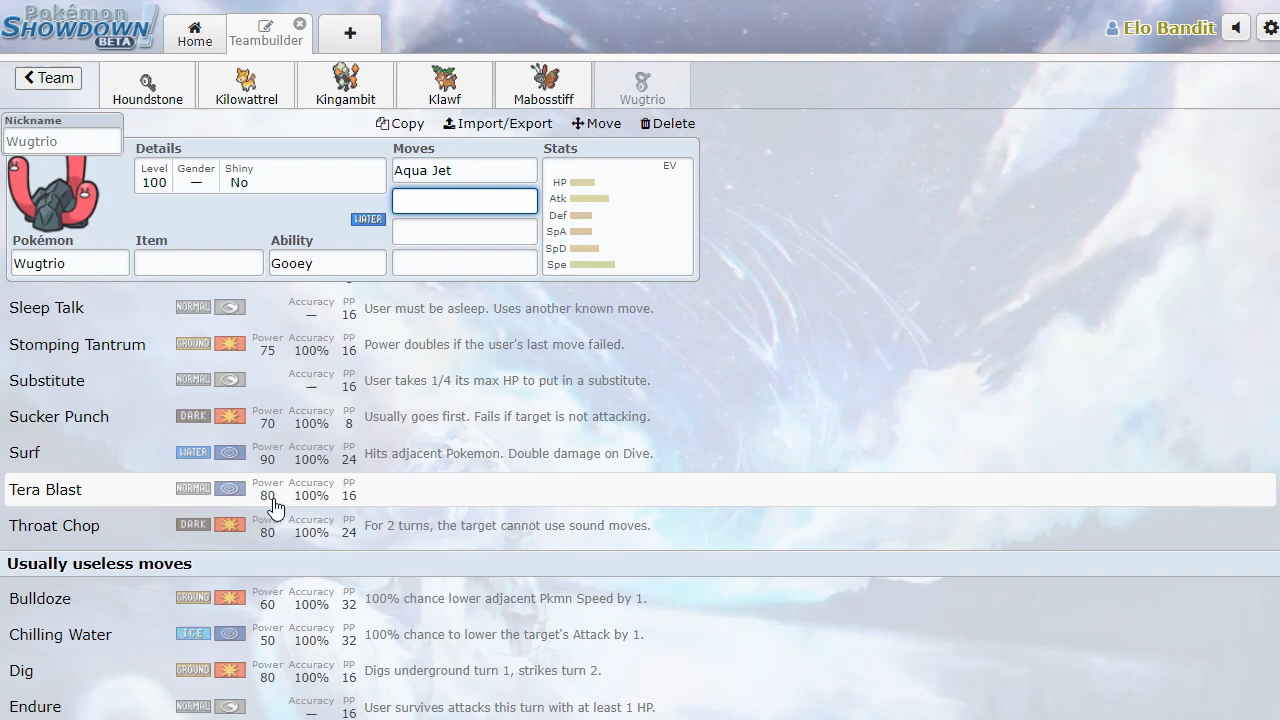 Pokémon
SHOWDOWN!
BETA
Home
Teambuilder
+
Elo Bandit
Team
Houndstone
Kilowattrel
Kingambit
Klawf
Mabosstiff
Wugtrio
Nickname
Wugtrio
Copy
Import/Export
Move
Delete
Details
Moves
Stats
Level
Gender
Shiny
100
—
No
Aqua Jet
EV
HP
Atk
Def
SpA
SpD
Spe
WATER
Pokémon
Item
Ability
Wugtrio
Gooey
Sleep Talk NORMAL Accuracy — PP 16 User must be asleep. Uses another known move.
Stomping Tantrum GROUND Power 75 Accuracy 100% PP 16 Power doubles if the user's last move failed.
Substitute NORMAL Accuracy — PP 16 User takes 1/4 its max HP to put in a substitute.
Sucker Punch DARK Power 70 Accuracy 100% PP 8 Usually goes first. Fails if target is not attacking.
Surf WATER Power 90 Accuracy 100% PP 24 Hits adjacent Pokemon. Double damage on Dive.
Tera Blast NORMAL Power 80 Accuracy 100% PP 16
Throat Chop DARK Power 80 Accuracy 100% PP 24 For 2 turns, the target cannot use sound moves.
Usually useless moves
Bulldoze GROUND Power 60 Accuracy 100% PP 32 100% chance lower adjacent Pkmn Speed by 1.
Chilling Water ICE Power 50 Accuracy 100% PP 32 100% chance to lower the target's Attack by 1.
Dig GROUND Power 80 Accuracy 100% PP 16 Digs underground turn 1, strikes turn 2.
Endure NORMAL Accuracy — PP 16 User survives attacks this turn with at least 1 HP.